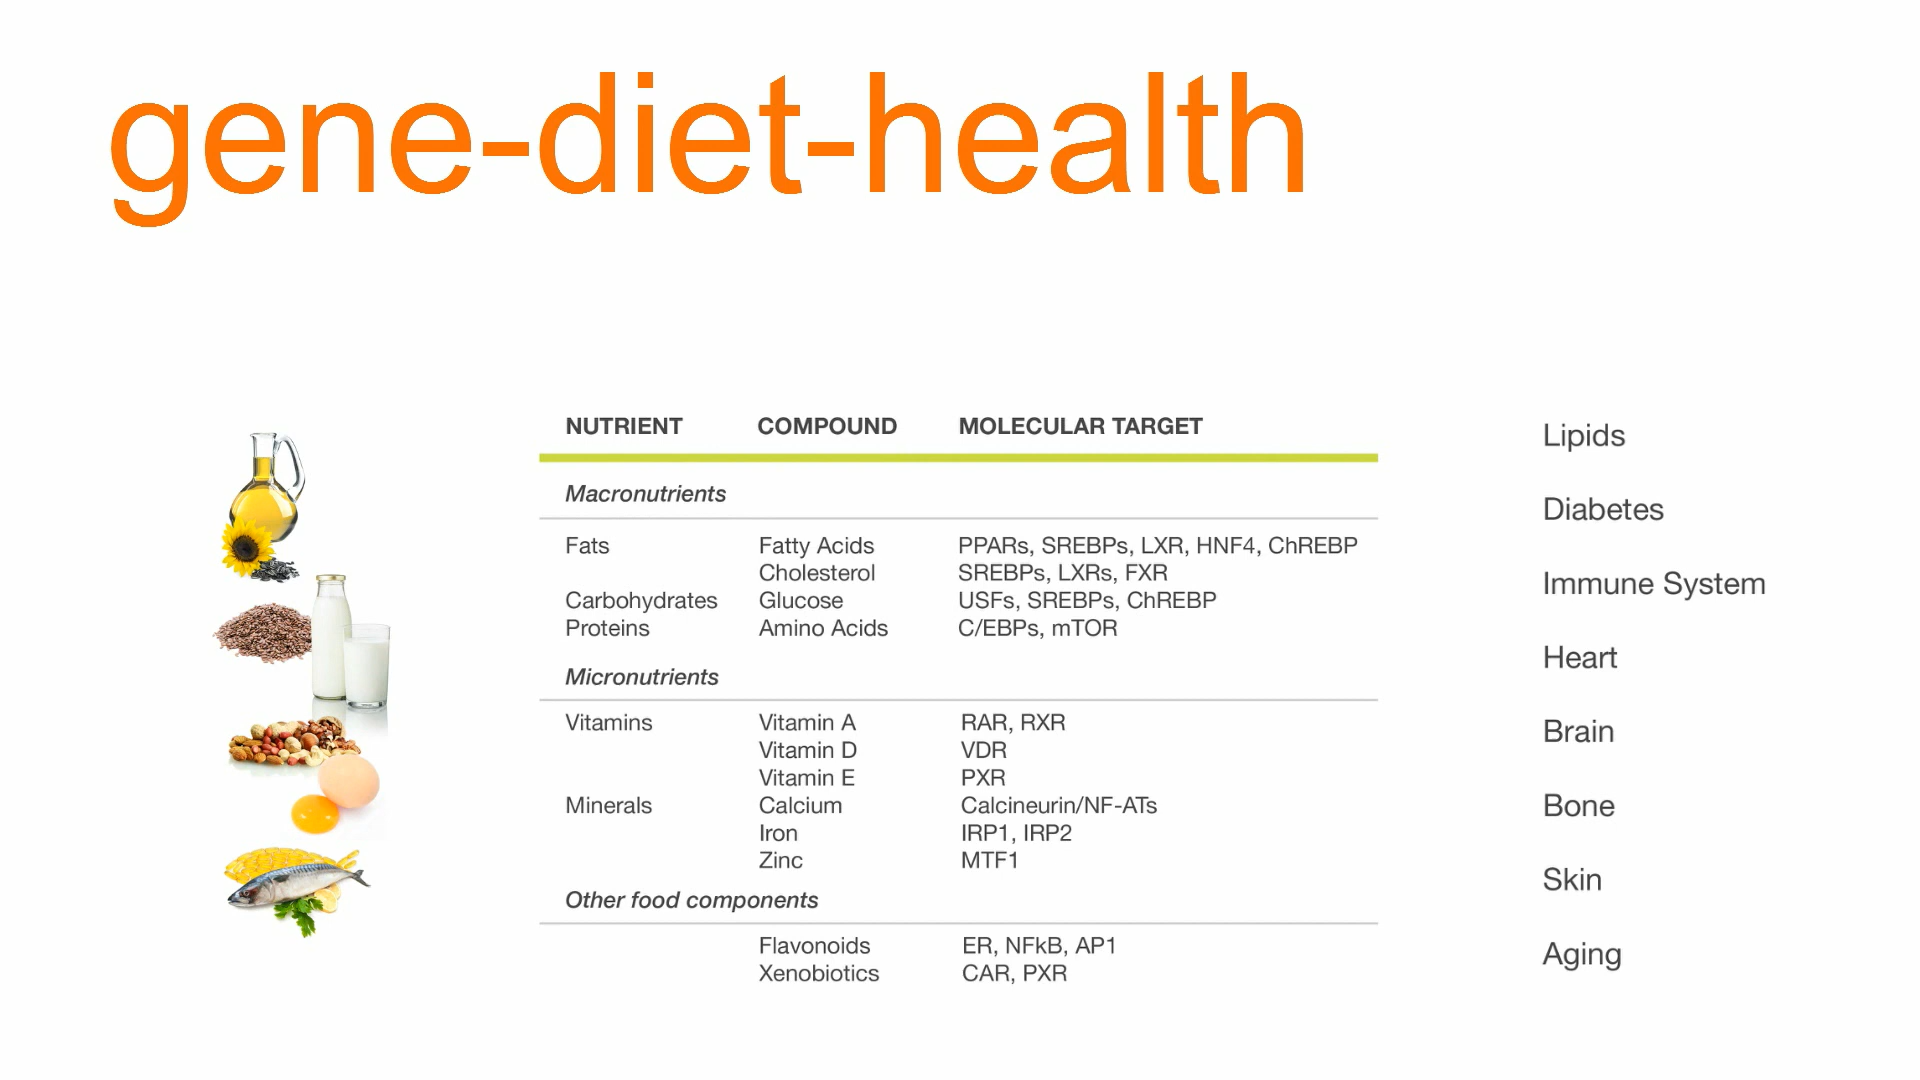 gene-diet-health
NUTRIENT COMPOUND MOLECULAR TARGET
Macronutrients
Fats Fatty Acids PPARs, SREBPs, LXR, HNF4, ChREBP
Cholesterol SREBPs, LXRs, FXR
Carbohydrates Glucose USFs, SREBPs, ChREBP
Proteins Amino Acids C/EBPs, mTOR
Micronutrients
Vitamins Vitamin A RAR, RXR
Vitamin D VDR
Vitamin E PXR
Minerals Calcium Calcineurin/NF-ATs
Iron IRP1, IRP2
Zinc MTF1
Other food components
Flavonoids ER, NFkB, AP1
Xenobiotics CAR, PXR
Lipids
Diabetes
Immune System
Heart
Brain
Bone
Skin
Aging